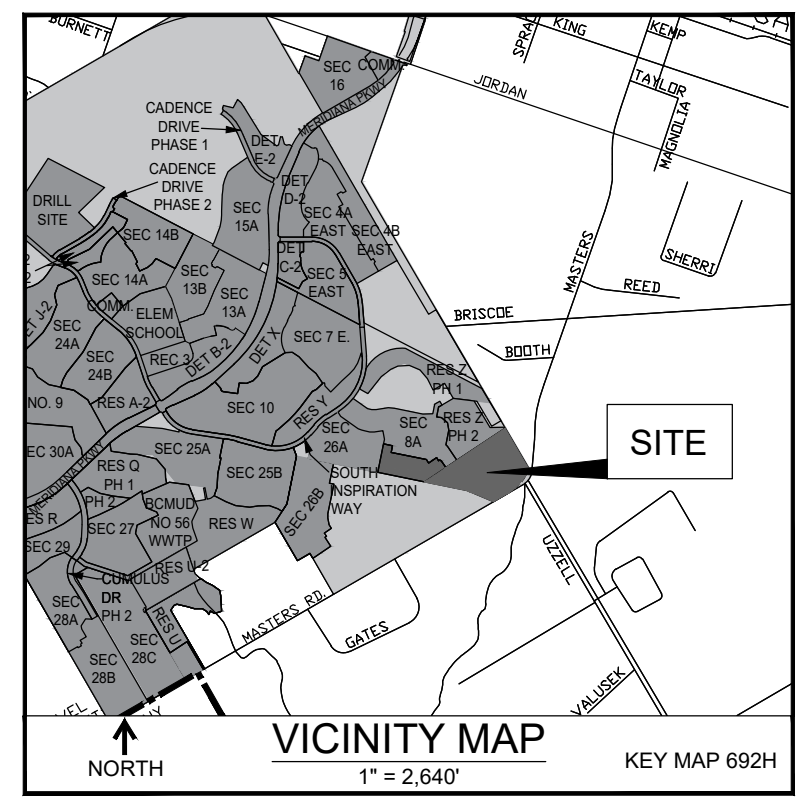 BURNETT
SPRAL
KING
KEMP
SA
SEC
16
COMM.
MERIDIANA PKWY
JORDAN
TAYLOR
MAGNOLIA
CADENCE
DRIVE
PHASE 1
DET
E-2
CADENCE
DRIVE
PHASE 2
DRILL
SITE
DET
D-2
SEC
15A
SEC 4A
EAST
SEC 4B
EAST
SEC 14B
DET
C-2
SEC 5
EAST
MASTERS
SHERRI
REED
SEC 14A
SEC
13B
SEC
13A
COMM.
ELEM
SCHOOL
BRISCOE
BOOTH
ET J-2
SEC
24A
SEC
24B
REC 3
DET B-2
DET X
SEC 7 E.
RES Z
PH 1
NO. 9
RES A-2
SEC 10
RES Y
SEC
26A
SEC
8A
RES Z
PH 2
SITE
EC 30A
SEC 25A
MERIDIANA PKWY
RES Q
PH 1
SEC 25B
SOUTH
INSPIRATION
WAY
PH 2
BCMUD
NO 56
WWTP
ES R
SEC 27
RES W
SEC 26B
SEC 29
RES U-2
CUMULUS
DR
PH 2
UZZELL
SEC
28A
RES U
MASTERS RD.
GATES
SEC
28C
SEC
28B
VALUSEK
VEL
NORTH
VICINITY MAP
1" = 2,640'
KEY MAP 692H